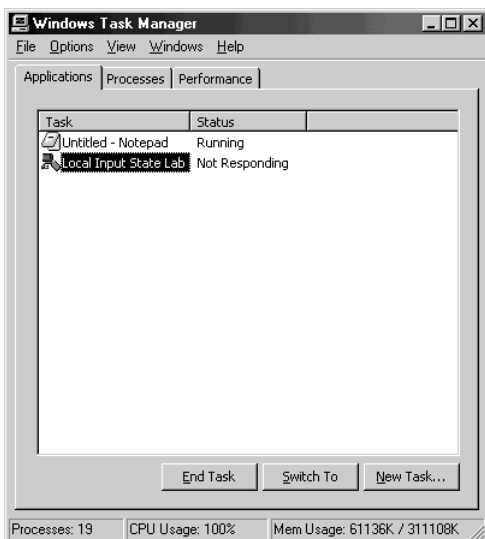 Windows Task Manager
File Options View Windows Help
Applications Processes Performance
Task Status
Untitled - Notepad Running
Local Input State Lab Not Responding
End Task Switch To New Task...
Processes: 19 CPU Usage: 100% Mem Usage: 61136K / 311108K